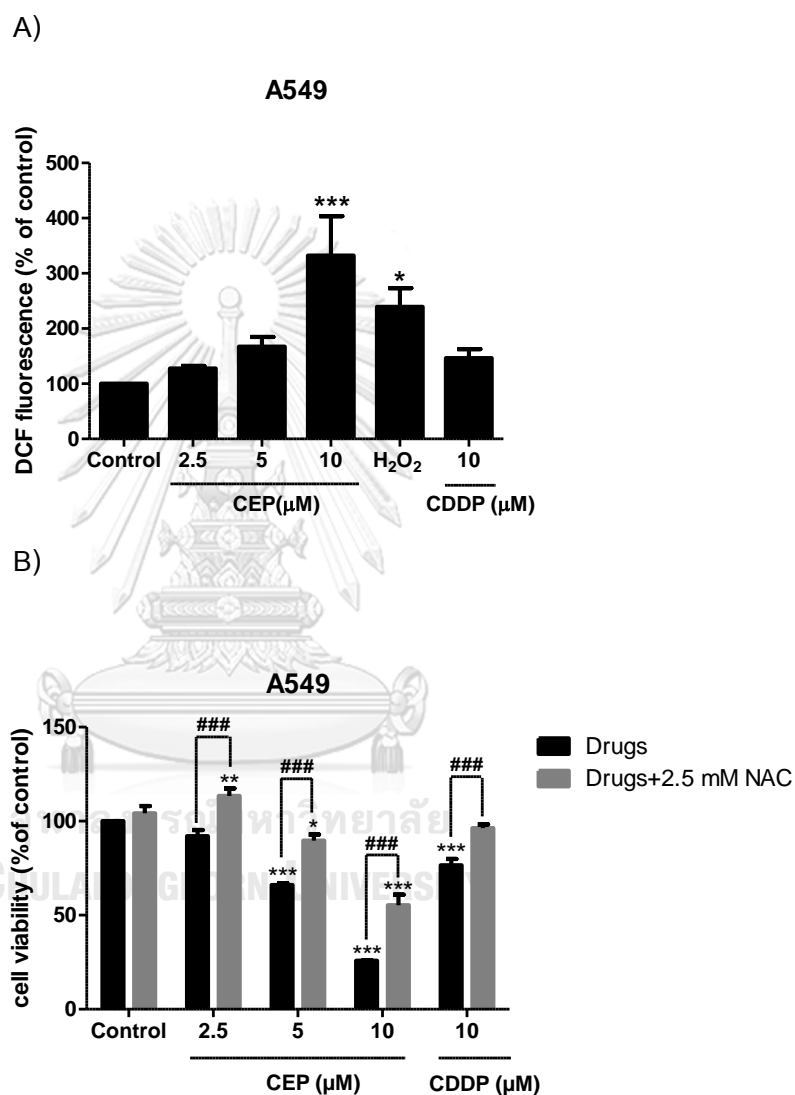 A)
A549
DCF fluorescence (% of control)
500
400
300
200
100
0
***
*
Control
2.5
5
10
H₂O₂
10
CEP(μM)
CDDP (μM)
B)
A549
cell viability (%of control)
150
100
50
0
###
**
###
***
*
###
***
***
###
***
Drugs
Drugs+2.5 mM NAC
Control
2.5
5
10
10
CEP (μM)
CDDP (μM)